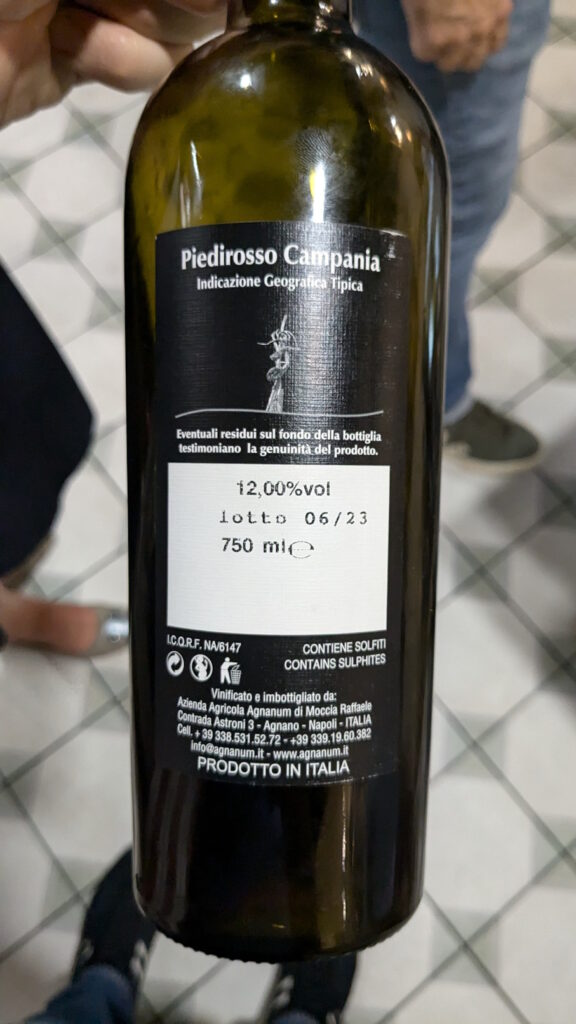 Piedirosso Campania
Indicazione Geografica Tipica
Eventuali residui sul fondo della bottiglia
testimoniano la genuinità del prodotto.
12,00%vol
lotto 06/23
750 ml ℮
I.C.Q.R.F. NA/6147
CONTIENE SOLFITI
CONTAINS SULPHITES
Vinificato e imbottigliato da:
Azienda Agricola Agnanum di Moccia Raffaele
Contrada Astroni 3 - Agnano - Napoli - ITALIA
Cell. + 39 338.531.52.72 - +39 339.19.60.382
info@agnanum.it - www.agnanum.it
PRODOTTO IN ITALIA